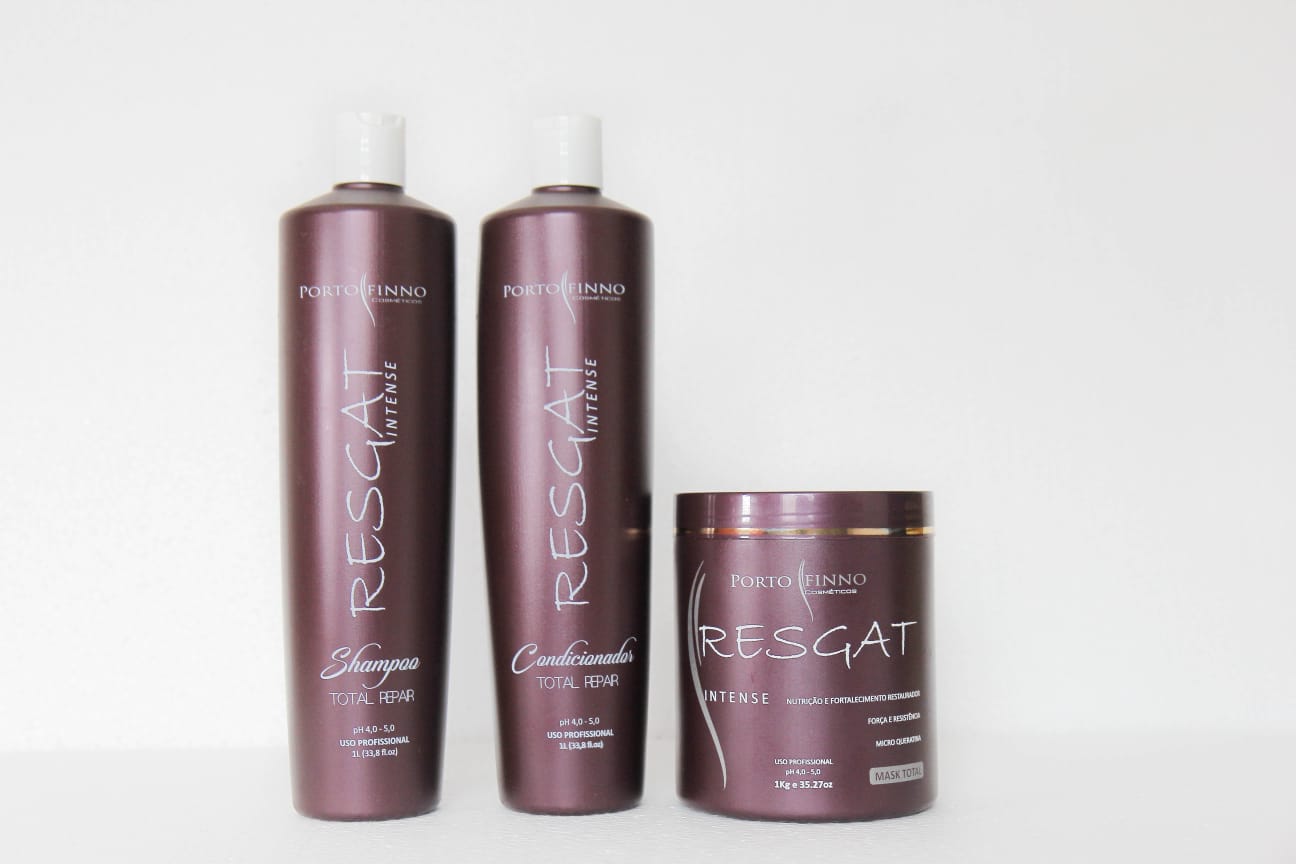 PORTO FINNO
COSMÉTICOS
RESGAT
INTENSE
Shampoo
TOTAL REPAIR
pH 4,0 - 5,0
USO PROFISSIONAL
1L (33,8 fl.oz)
PORTO FINNO
COSMÉTICOS
RESGAT
INTENSE
Condicionador
TOTAL REPAIR
pH 4,0 - 5,0
USO PROFISSIONAL
1L (33,8 fl.oz)
PORTO FINNO
COSMÉTICOS
RESGAT
INTENSE NUTRIÇÃO E FORTALECIMENTO RESTAURADOR
FORÇA E RESISTÊNCIA
MICRO QUERATINA
USO PROFISSIONAL
pH 4,0 - 5,0
1Kg e 35.27oz
MASK TOTAL